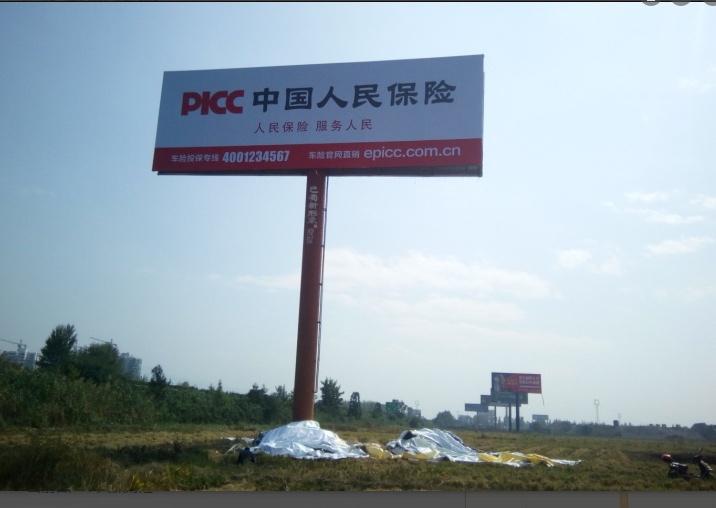 PICC 中国人民保险
人民保险 服务人民
车险投保专线 4001234567 车险官网直销 epicc.com.cn